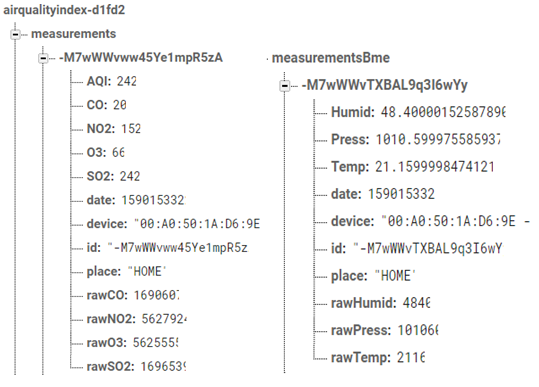 airqualityindex-d1fd2
measurements
-M7wWWvww45Ye1mpR5zA
AQI: 242
CO: 20
NO2: 152
O3: 66
SO2: 242
date: 159015332
device: "00:A0:50:1A:D6:9E
id: "-M7wWWvww45Ye1mpR5z
place: "HOME"
rawCO: 1690607
rawNO2: 5627924
rawO3: 5625555
rawSO2: 1696539
measurementsBme
-M7wWWvTXBAL9q3I6wYy
Humid: 48.40000152587890
Press: 1010.599975585937
Temp: 21.1599998474121
date: 159015332
device: "00:A0:50:1A:D6:9E -
id: "-M7wWWvTXBAL9q3I6wY
place: "HOME"
rawHumid: 4840
rawPress: 101060
rawTemp: 2116